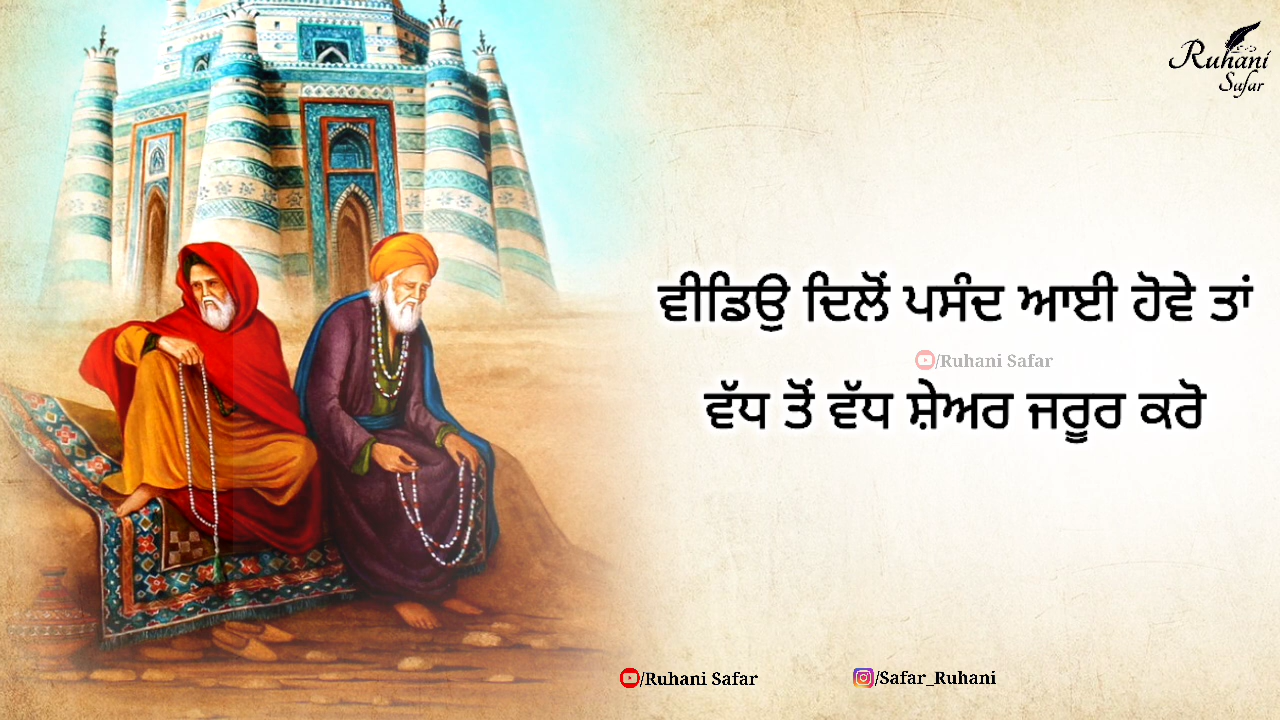 Ruhani
Safar
ਵੀਡਿਉ ਦਿਲੋਂ ਪਸੰਦ ਆਈ ਹੋਵੇ ਤਾਂ
/Ruhani Safar
ਵੱਧ ਤੋਂ ਵੱਧ ਸ਼ੇਅਰ ਜਰੂਰ ਕਰੋ
/Ruhani Safar
/Safar_Ruhani